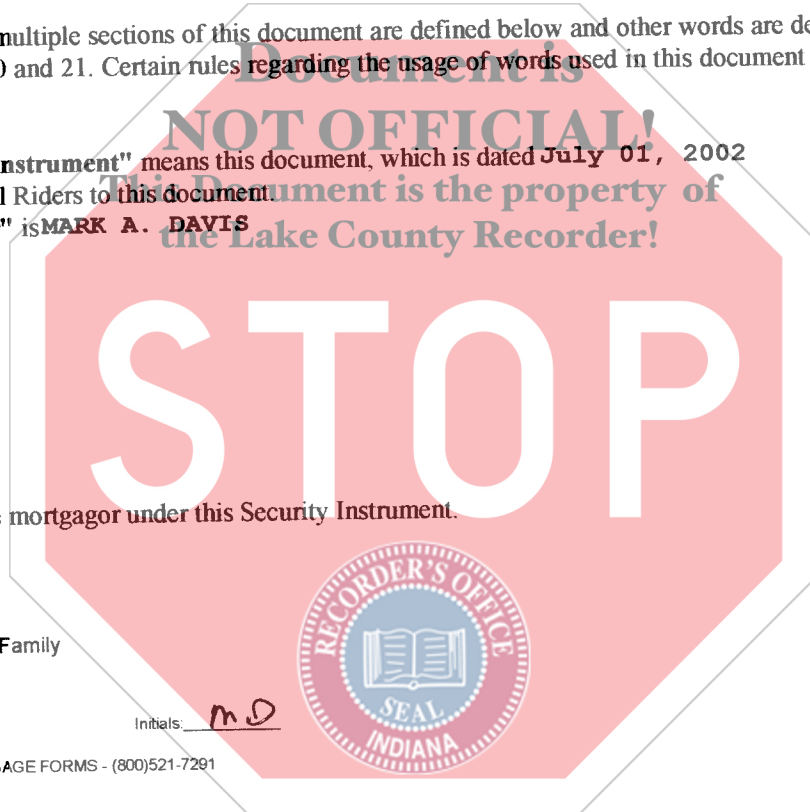 multiple sections of this document are defined below and other words are de
) and 21. Certain rules regarding the usage of words used in this document
Document is
NOT OFFICIAL!
nstrument" means this document, which is dated July 01, 2002
l Riders to this document.
This Document is the property of
" is MARK A. DAVIS
the Lake County Recorder!
STOP
mortgagor under this Security Instrument.
RECORDER'S OFFICE
SEAL
INDIANA
Family
Initials: MD
AGE FORMS - (800)521-7291